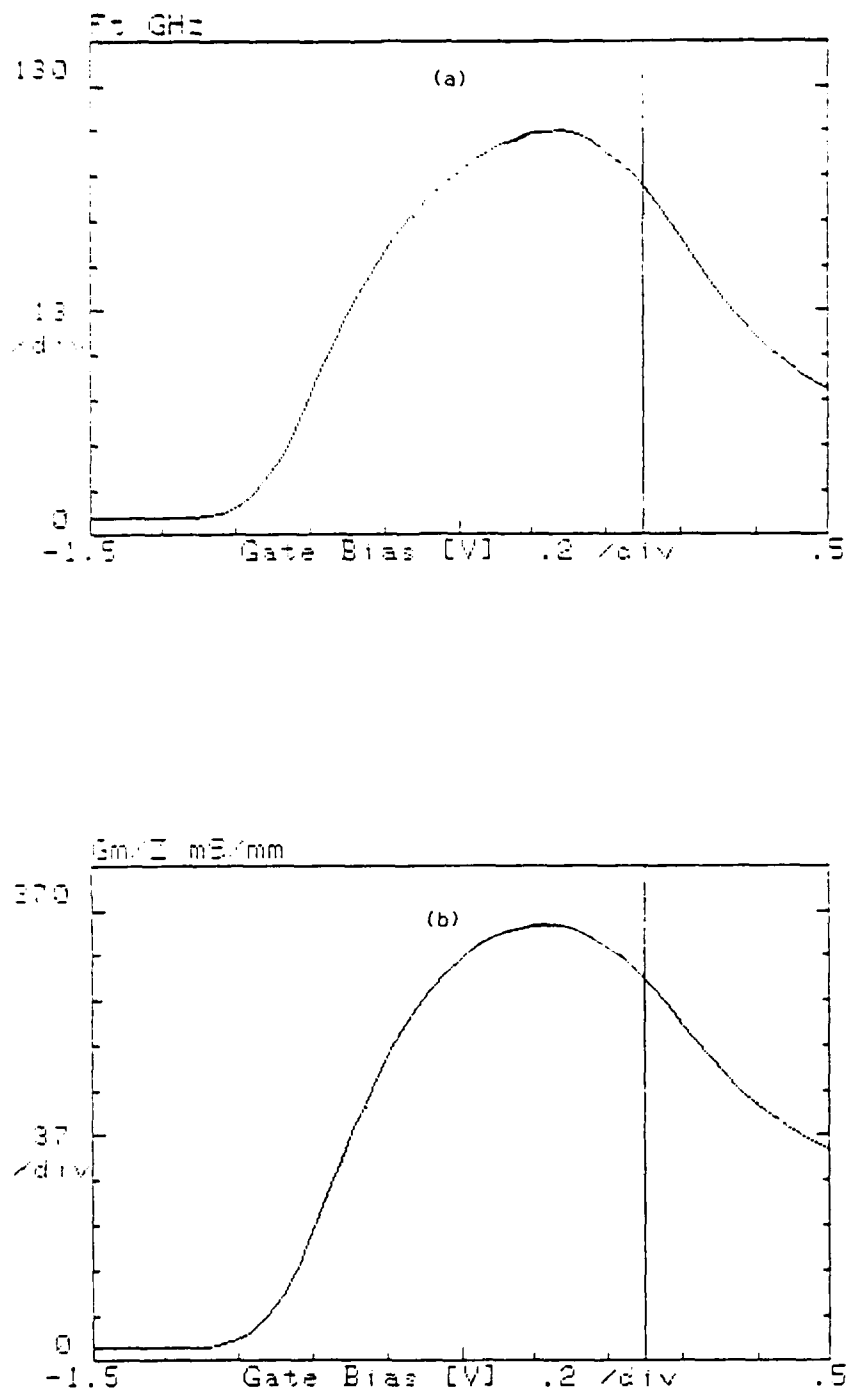 Ft GHz
130
(a)
13
/div
0
-1.5 Gate Bias [V] .2 /div .5
Gm/Z mS/mm
370
(b)
37
/div
0
-1.5 Gate Bias [V] .2 /div .5